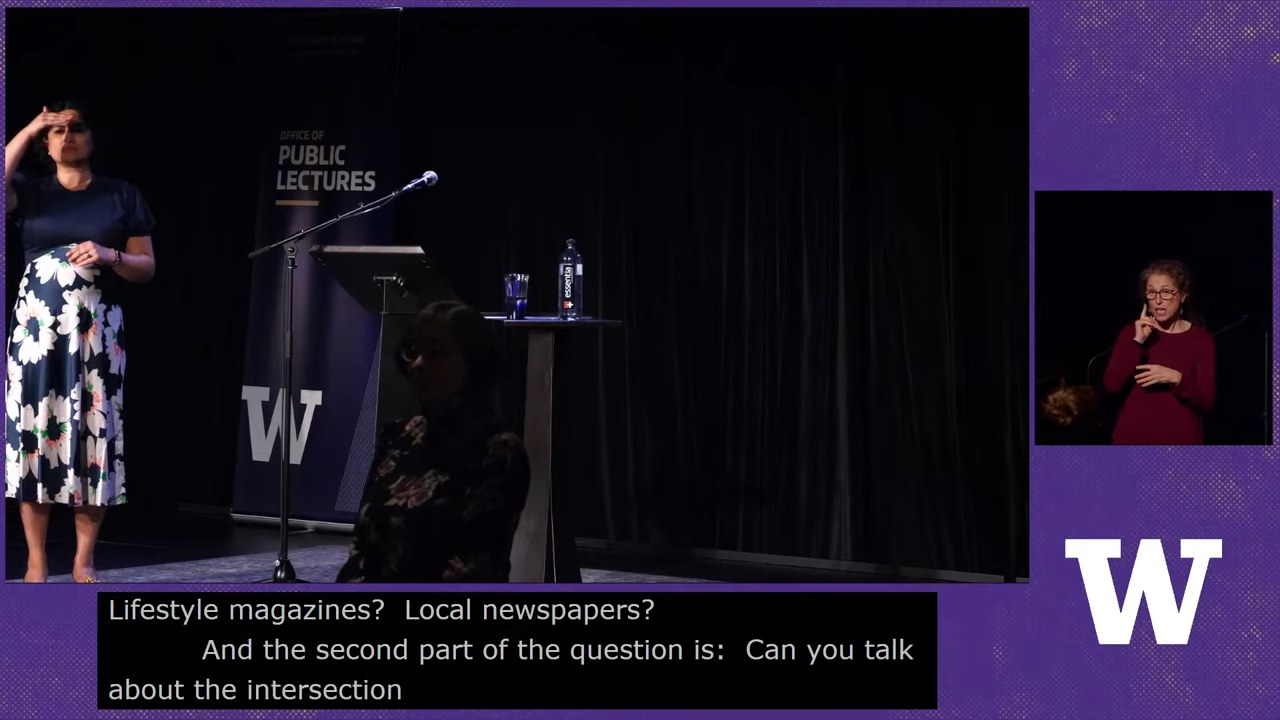 OFFICE OF
PUBLIC
LECTURES
W
essentia
W
Lifestyle magazines? Local newspapers?
And the second part of the question is: Can you talk
about the intersection